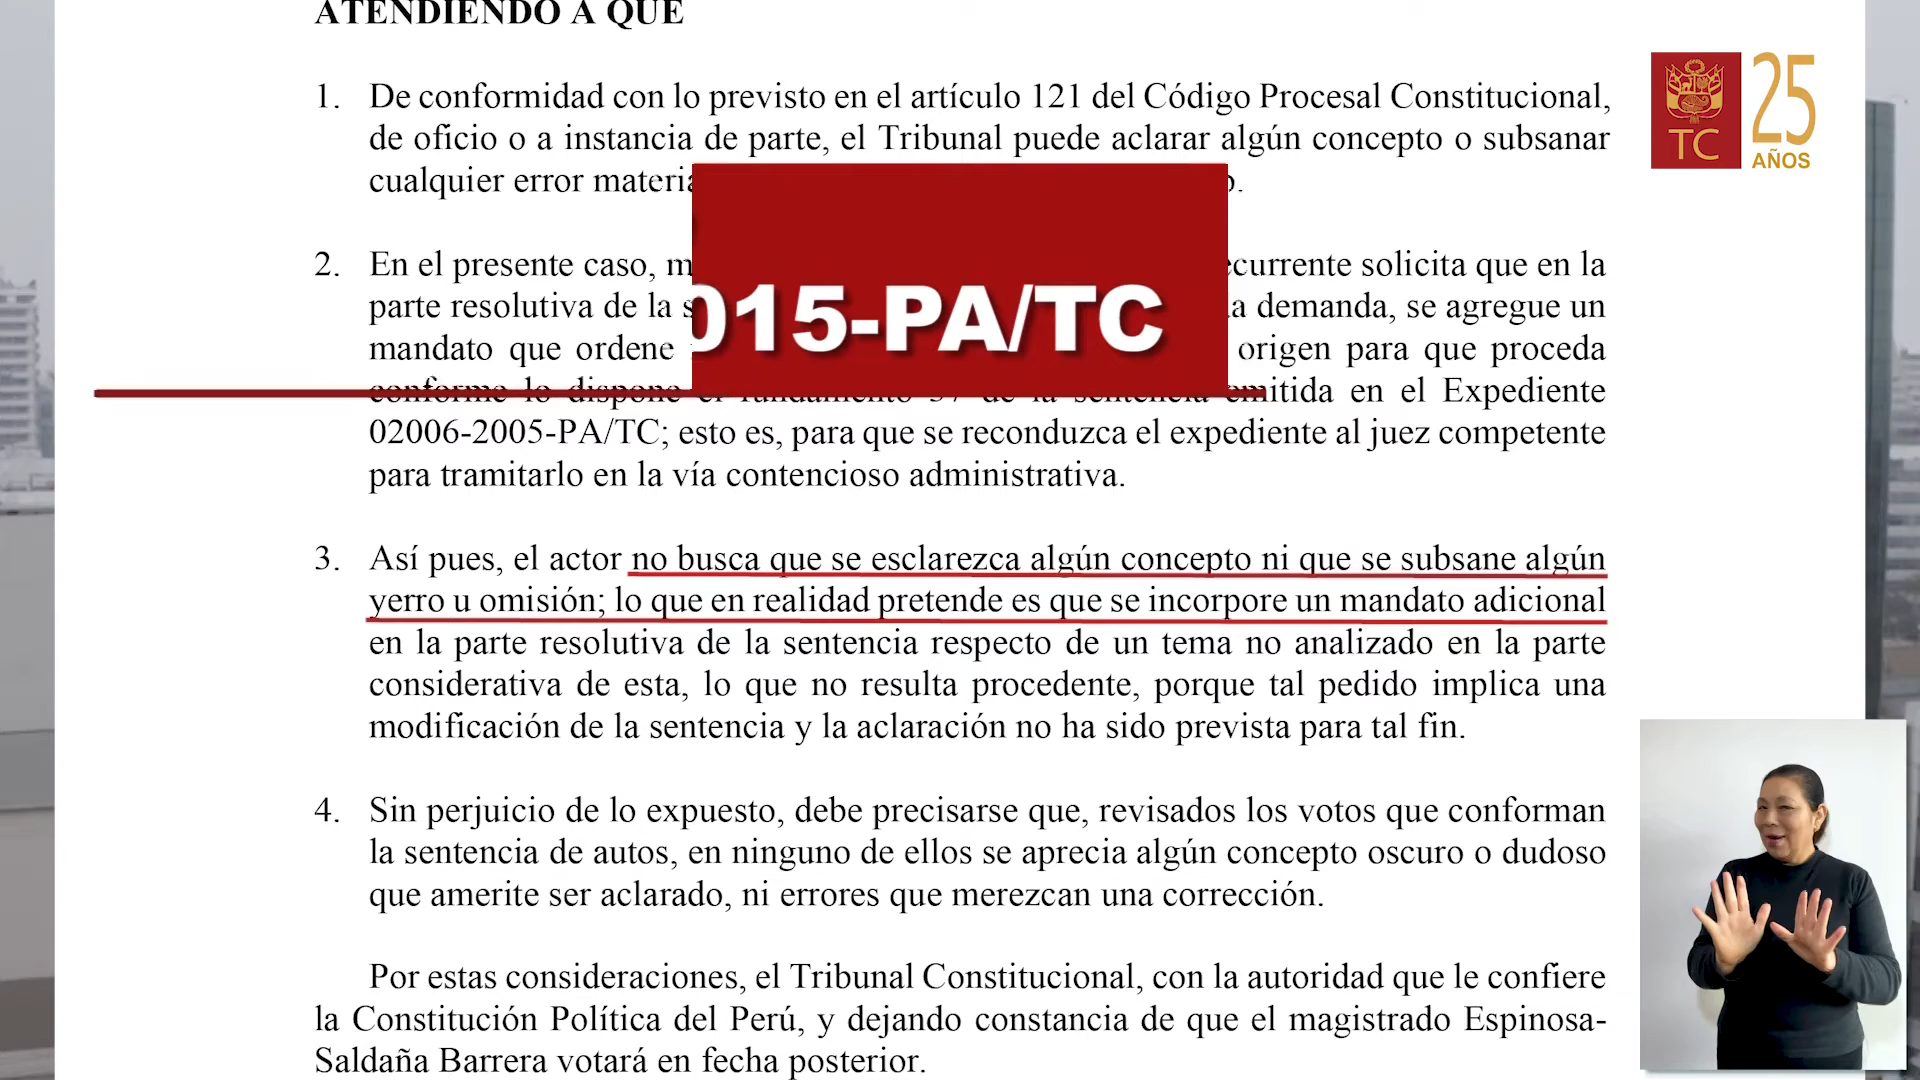 ATENDIENDO A QUE
1. De conformidad con lo previsto en el artículo 121 del Código Procesal Constitucional,
de oficio o a instancia de parte, el Tribunal puede aclarar algún concepto o subsanar
cualquier error
2. En el presente caso, recurrente solicita que en la
parte resolutiva de la demanda, se agregue un
mandato que ordene origen para que proceda
conforme lo dispone el fundamento de la sentencia emitida en el Expediente
02006-2005-PA/TC; esto es, para que se reconduzca el expediente al juez competente
para tramitarlo en la vía contencioso administrativa.
3. Así pues, el actor no busca que se esclarezca algún concepto ni que se subsane algún
yerro u omisión; lo que en realidad pretende es que se incorpore un mandato adicional
en la parte resolutiva de la sentencia respecto de un tema no analizado en la parte
considerativa de esta, lo que no resulta procedente, porque tal pedido implica una
modificación de la sentencia y la aclaración no ha sido prevista para tal fin.
4. Sin perjuicio de lo expuesto, debe precisarse que, revisados los votos que conforman
la sentencia de autos, en ninguno de ellos se aprecia algún concepto oscuro o dudoso
que amerite ser aclarado, ni errores que merezcan una corrección.
Por estas consideraciones, el Tribunal Constitucional, con la autoridad que le confiere
la Constitución Política del Perú, y dejando constancia de que el magistrado Espinosa-
Saldaña Barrera votará en fecha posterior.
015-PA/TC
TC
25
AÑOS